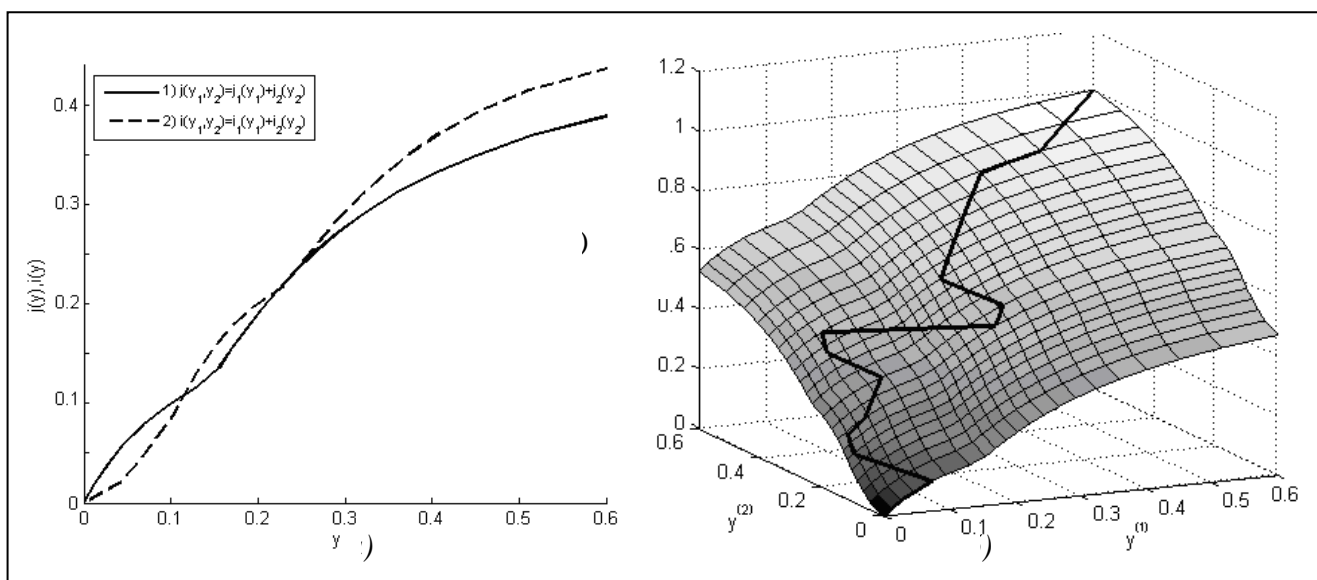 1) j(y₁,y₂)=j₁(y₁)+j₂(y₂)
2) i(y₁,y₂)=i₁(y₁)+i₂(y₂)
j(y),i(y)
0.4
0.3
0.2
0.1
0
0 0.1 0.2 0.3 0.4 0.5 0.6
y
)
)
1.2
1
0.8
.6
0.4
0.2
0
0.6
0.4
0.2
0
y⁽²⁾
0 0.1 0.2 0.3 0.4 0.5 0.6
y⁽¹⁾
)